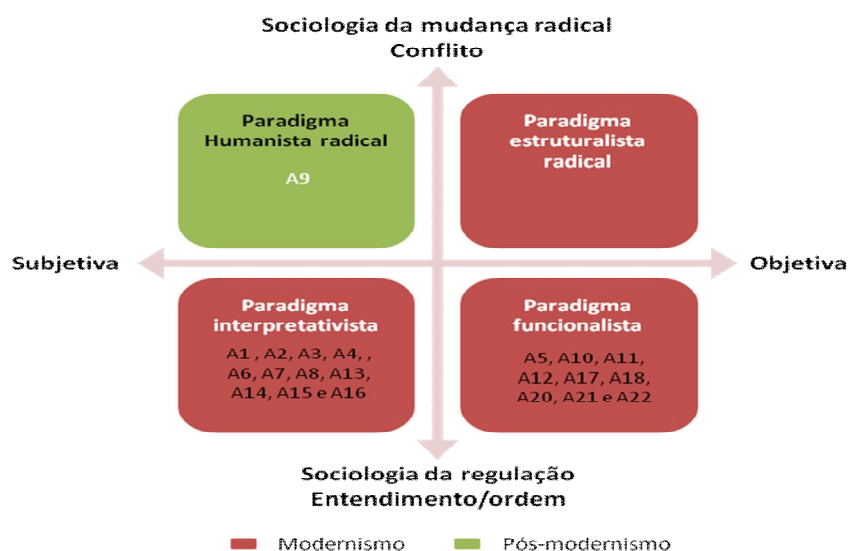 Sociologia da mudança radical
Conflito
Paradigma
Humanista radical
A9
Paradigma
estruturalista
radical
Subjetiva
Objetiva
Paradigma
interpretativista
A1 , A2, A3, A4, ,
A6, A7, A8, A13,
A14, A15 e A16
Paradigma
funcionalista
A5, A10, A11,
A12, A17, A18,
A20, A21 e A22
Sociologia da regulação
Entendimento/ordem
Modernismo
Pós-modernismo